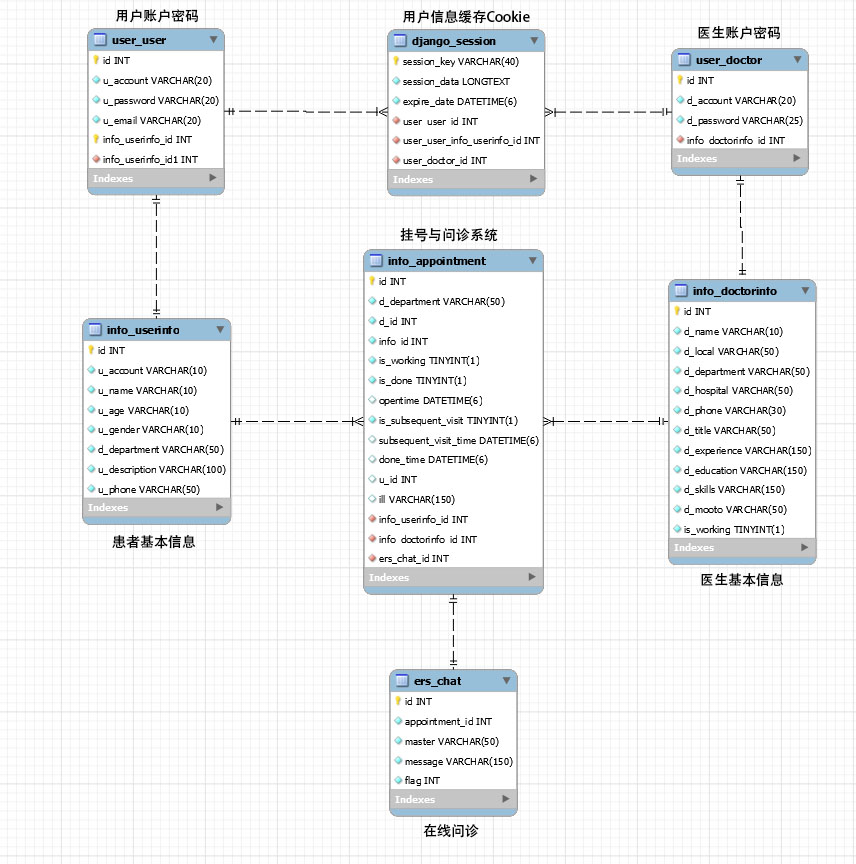 用户账户密码
user_user
id INT
u_account VARCHAR(20)
u_password VARCHAR(20)
u_email VARCHAR(20)
info_userinfo_id INT
info_userinfo_id1 INT
Indexes
用户信息缓存Cookie
django_session
session_key VARCHAR(40)
session_data LONGTEXT
expire_date DATETIME(6)
user_user_id INT
user_user_info_userinfo_id INT
user_doctor_id INT
Indexes
医生账户密码
user_doctor
id INT
d_account VARCHAR(20)
d_password VARCHAR(25)
info_doctorinfo_id INT
Indexes
info_userinfo
id INT
u_account VARCHAR(10)
u_name VARCHAR(10)
u_age VARCHAR(10)
u_gender VARCHAR(10)
d_department VARCHAR(50)
u_description VARCHAR(100)
u_phone VARCHAR(50)
Indexes
患者基本信息
挂号与问诊系统
info_appointment
id INT
d_department VARCHAR(50)
d_id INT
info_id INT
is_working TINYINT(1)
is_done TINYINT(1)
opentime DATETIME(6)
is_subsequent_visit TINYINT(1)
subsequent_visit_time DATETIME(6)
done_time DATETIME(6)
u_id INT
ill VARCHAR(150)
info_userinfo_id INT
info_doctorinfo_id INT
ers_chat_id INT
Indexes
info_doctorinfo
id INT
d_name VARCHAR(10)
d_local VARCHAR(50)
d_department VARCHAR(50)
d_hospital VARCHAR(50)
d_phone VARCHAR(30)
d_title VARCHAR(50)
d_experience VARCHAR(150)
d_education VARCHAR(150)
d_skills VARCHAR(150)
d_mooto VARCHAR(50)
is_working TINYINT(1)
Indexes
医生基本信息
ers_chat
id INT
appointment_id INT
master VARCHAR(50)
message VARCHAR(150)
flag INT
Indexes
在线问诊